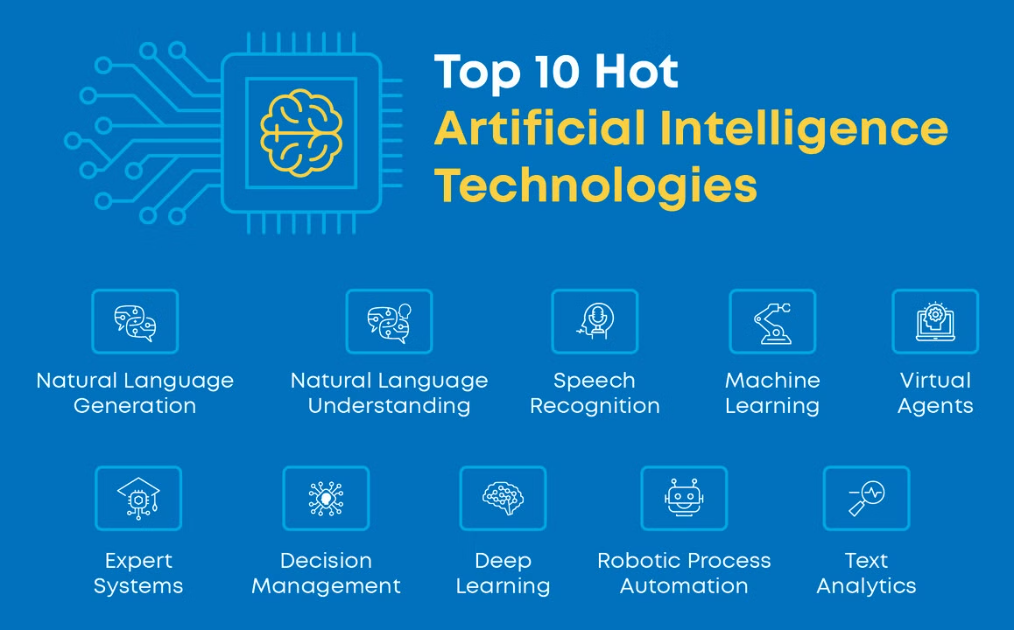 Top 10 Hot
Artificial Intelligence
Technologies
Natural Language
Generation
Natural Language
Understanding
Speech
Recognition
Machine
Learning
Virtual
Agents
Expert
Systems
Decision
Management
Deep
Learning
Robotic Process
Automation
Text
Analytics